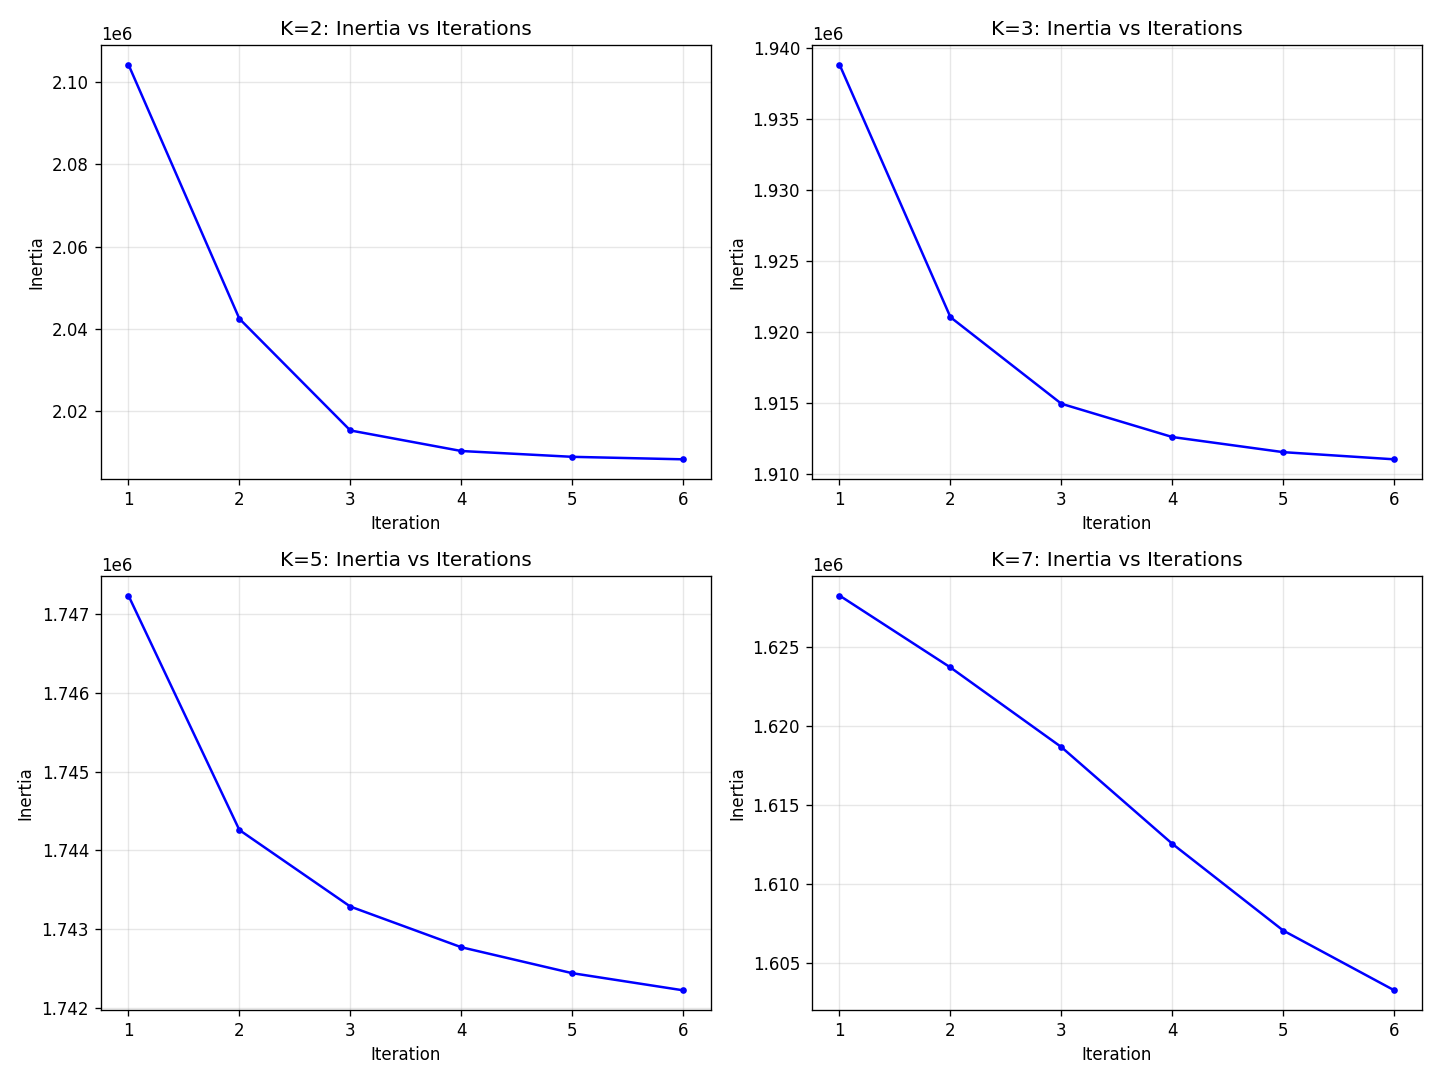 K=2: Inertia vs Iterations
1e6
2.10
2.08
2.06
2.04
2.02
Inertia
1 2 3 4 5 6
Iteration
K=3: Inertia vs Iterations
1e6
1.940
1.935
1.930
1.925
1.920
1.915
1.910
Inertia
1 2 3 4 5 6
Iteration
K=5: Inertia vs Iterations
1e6
1.747
1.746
1.745
1.744
1.743
1.742
Inertia
1 2 3 4 5 6
Iteration
K=7: Inertia vs Iterations
1e6
1.625
1.620
1.615
1.610
1.605
Inertia
1 2 3 4 5 6
Iteration